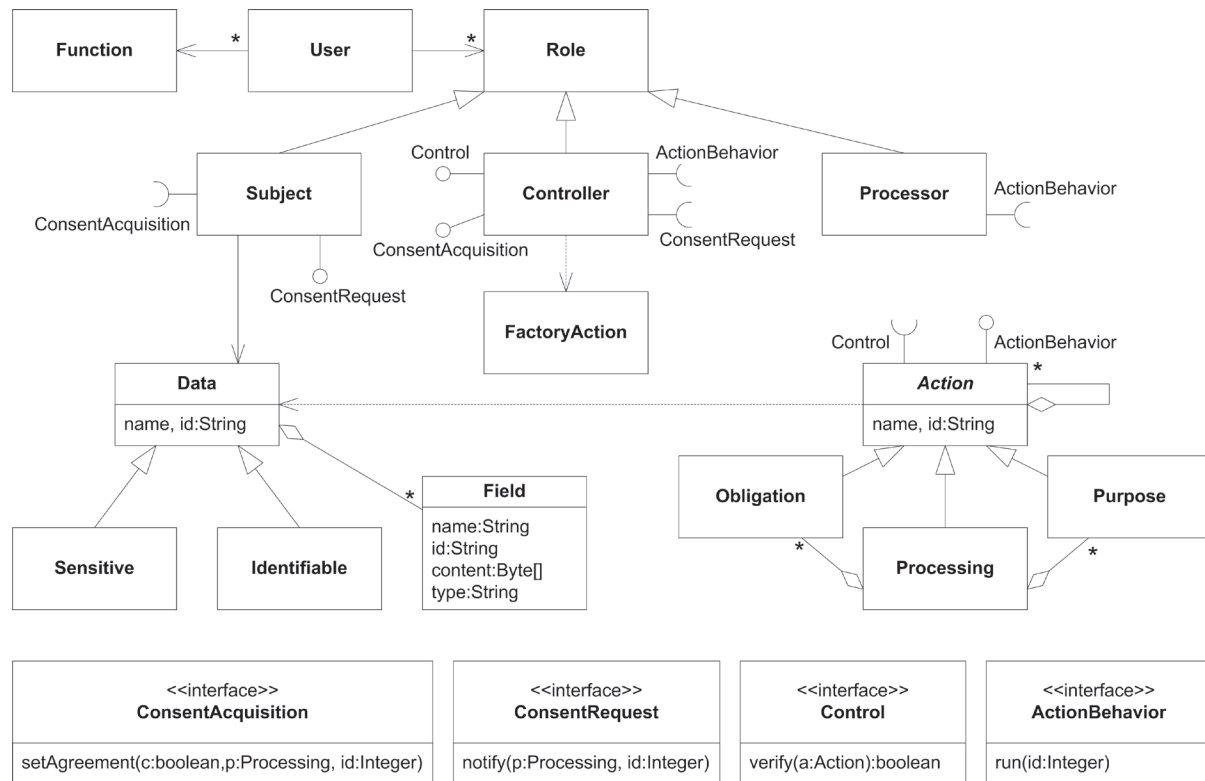 Function
*
User
*
Role
Control
ActionBehavior
Subject
Controller
Processor
ActionBehavior
ConsentAcquisition
ConsentAcquisition
ConsentRequest
ConsentRequest
FactoryAction
Control
ActionBehavior
Data
Action
*
name, id:String
name, id:String
Field
Obligation
Purpose
*
name:String
id:String
content:Byte[]
type:String
*
*
Sensitive
Identifiable
Processing
<<interface>>
ConsentAcquisition
setAgreement(c:boolean,p:Processing, id:Integer)
<<interface>>
ConsentRequest
notify(p:Processing, id:Integer)
<<interface>>
Control
verify(a:Action):boolean
<<interface>>
ActionBehavior
run(id:Integer)